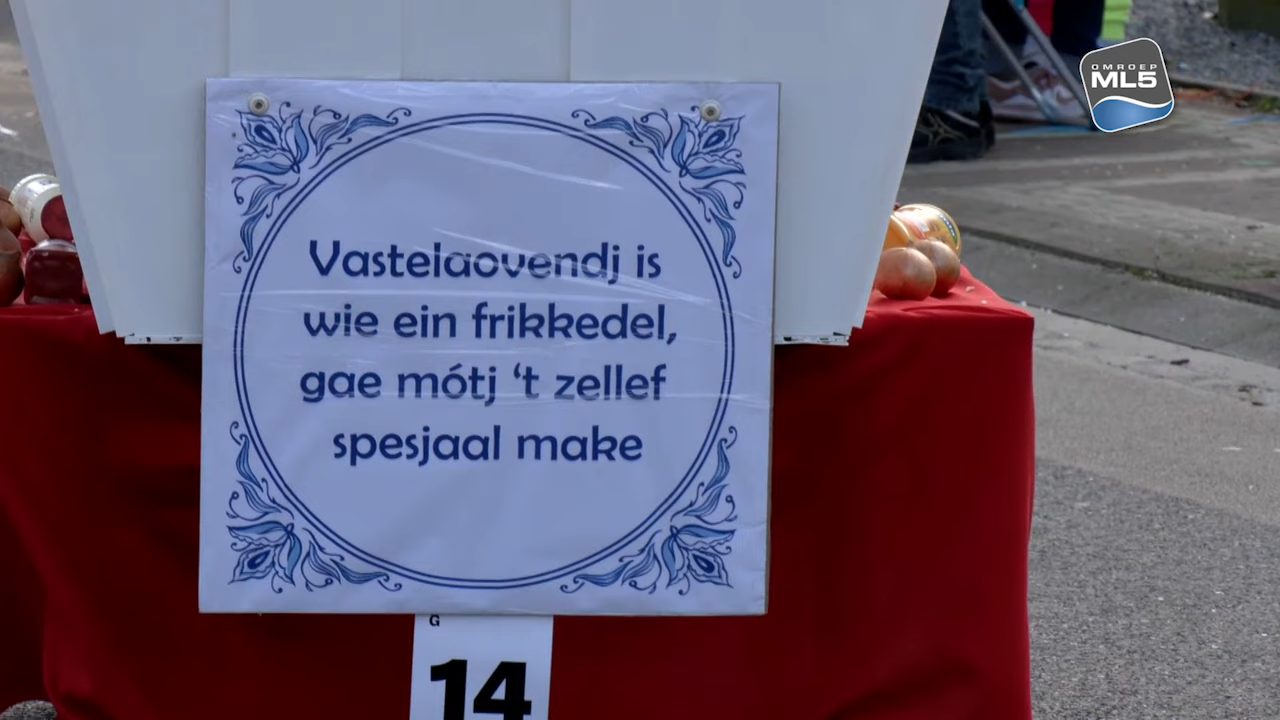 OMROEP
ML5
Vastelaovendj is
wie ein frikkedel,
gae mótj ‘t zellef
spesjaal make
G
14